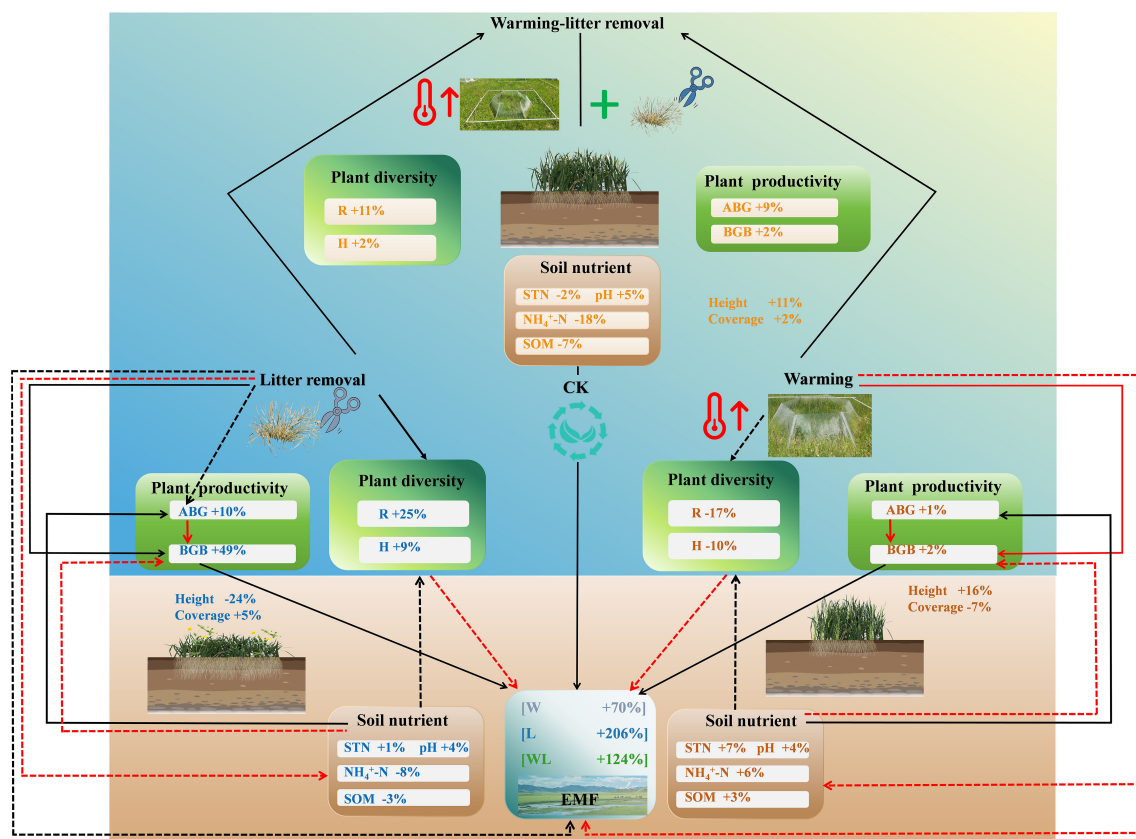 Warming-litter removal
Plant diversity
R +11%
H +2%
Plant productivity
ABG +9%
BGB +2%
Soil nutrient
STN -2% pH +5%
NH₄⁺-N -18%
SOM -7%
Height +11%
Coverage +2%
Litter removal
CK
Warming
Plant productivity
ABG +10%
BGB +49%
Plant diversity
R +25%
H +9%
Plant diversity
R -17%
H -10%
Plant productivity
ABG +1%
BGB +2%
Height -24%
Coverage +5%
Height +16%
Coverage -7%
Soil nutrient
STN +1% pH +4%
NH₄⁺-N -8%
SOM -3%
[W +70%]
[L +206%]
[WL +124%]
EMF
Soil nutrient
STN +7% pH +4%
NH₄⁺-N +6%
SOM +3%